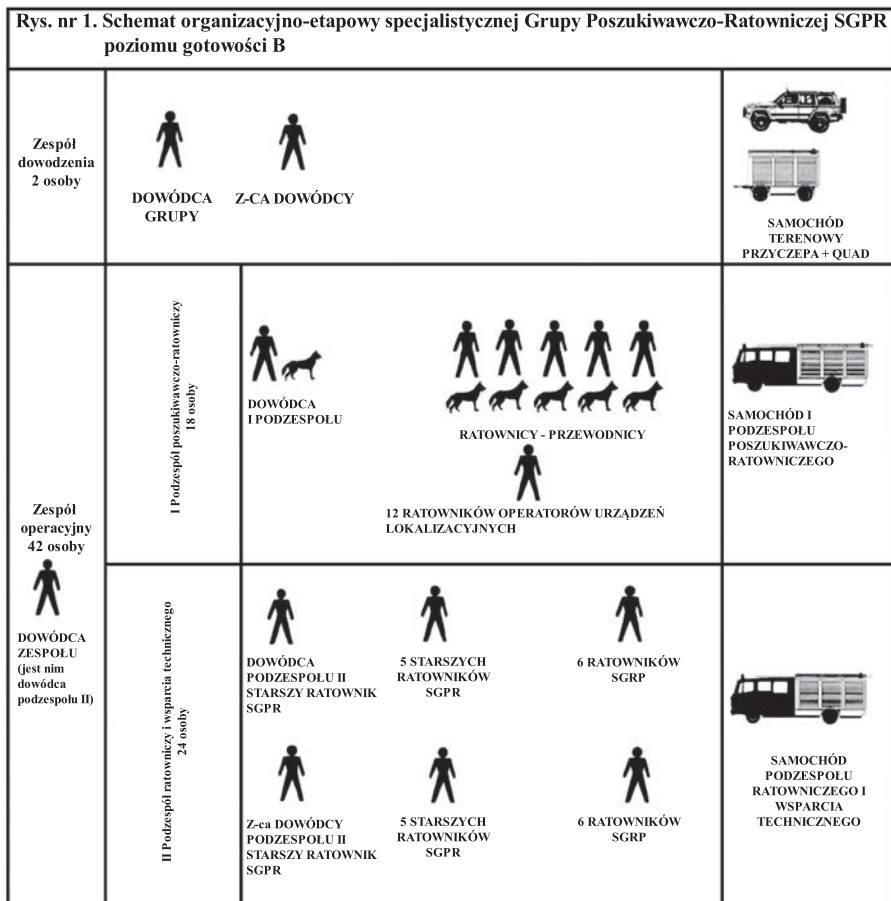 Rys. nr 1. Schemat organizacyjno-etapowy specjalistycznej Grupy Poszukiwawczo-Ratowniczej SGPR
poziomu gotowości B
Zespół
dowodzenia
2 osoby
DOWÓDCA
GRUPY
Z-CA DOWÓDCY
SAMOCHÓD
TERENOWY
PRZYCZEPA + QUAD
Zespół
operacyjny
42 osoby
DOWÓDCA
ZESPOŁU
(jest nim
dowódca
podzespołu II)
I Podzespół poszukiwawczo-ratowniczy
18 osoby
DOWÓDCA
I PODZESPOŁU
RATOWNICY - PRZEWODNICY
12 RATOWNIKÓW OPERATORÓW URZĄDZEŃ
LOKALIZACYJNYCH
SAMOCHÓD I
PODZESPOŁU
POSZUKIWAWCZO-
RATOWNICZEGO
II Podzespół ratowniczy i wsparcia technicznego
24 osoby
DOWÓDCA
PODZESPOŁU II
STARSZY RATOWNIK
SGPR
5 STARSZYCH
RATOWNIKÓW
SGPR
6 RATOWNIKÓW
SGRP
Z-ca DOWÓDCY
PODZESPOŁU II
STARSZY RATOWNIK
SGPR
5 STARSZYCH
RATOWNIKÓW
SGPR
6 RATOWNIKÓW
SGRP
SAMOCHÓD
PODZESPOŁU
RATOWNICZEGO I
WSPARCIA
TECHNICZNEGO